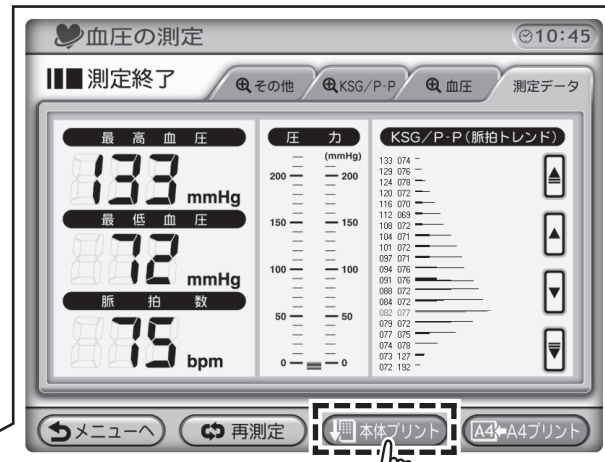 血圧の測定
10:45
測定終了
その他
KSG/P-P
血圧
測定データ
最高血圧
133 mmHg
最低血圧
72 mmHg
脈拍数
75 bpm
圧力
(mmHg)
200 200
150 150
100 100
50 50
0 0
KSG/P-P(脈拍トレンド)
133 074
129 076
124 078
120 072
116 070
112 069
108 072
104 071
101 072
097 071
094 076
091 076
088 072
084 072
082 077
079 072
077 075
074 078
073 127
072 192
メニューへ
再測定
本体プリント
A4 A4プリント